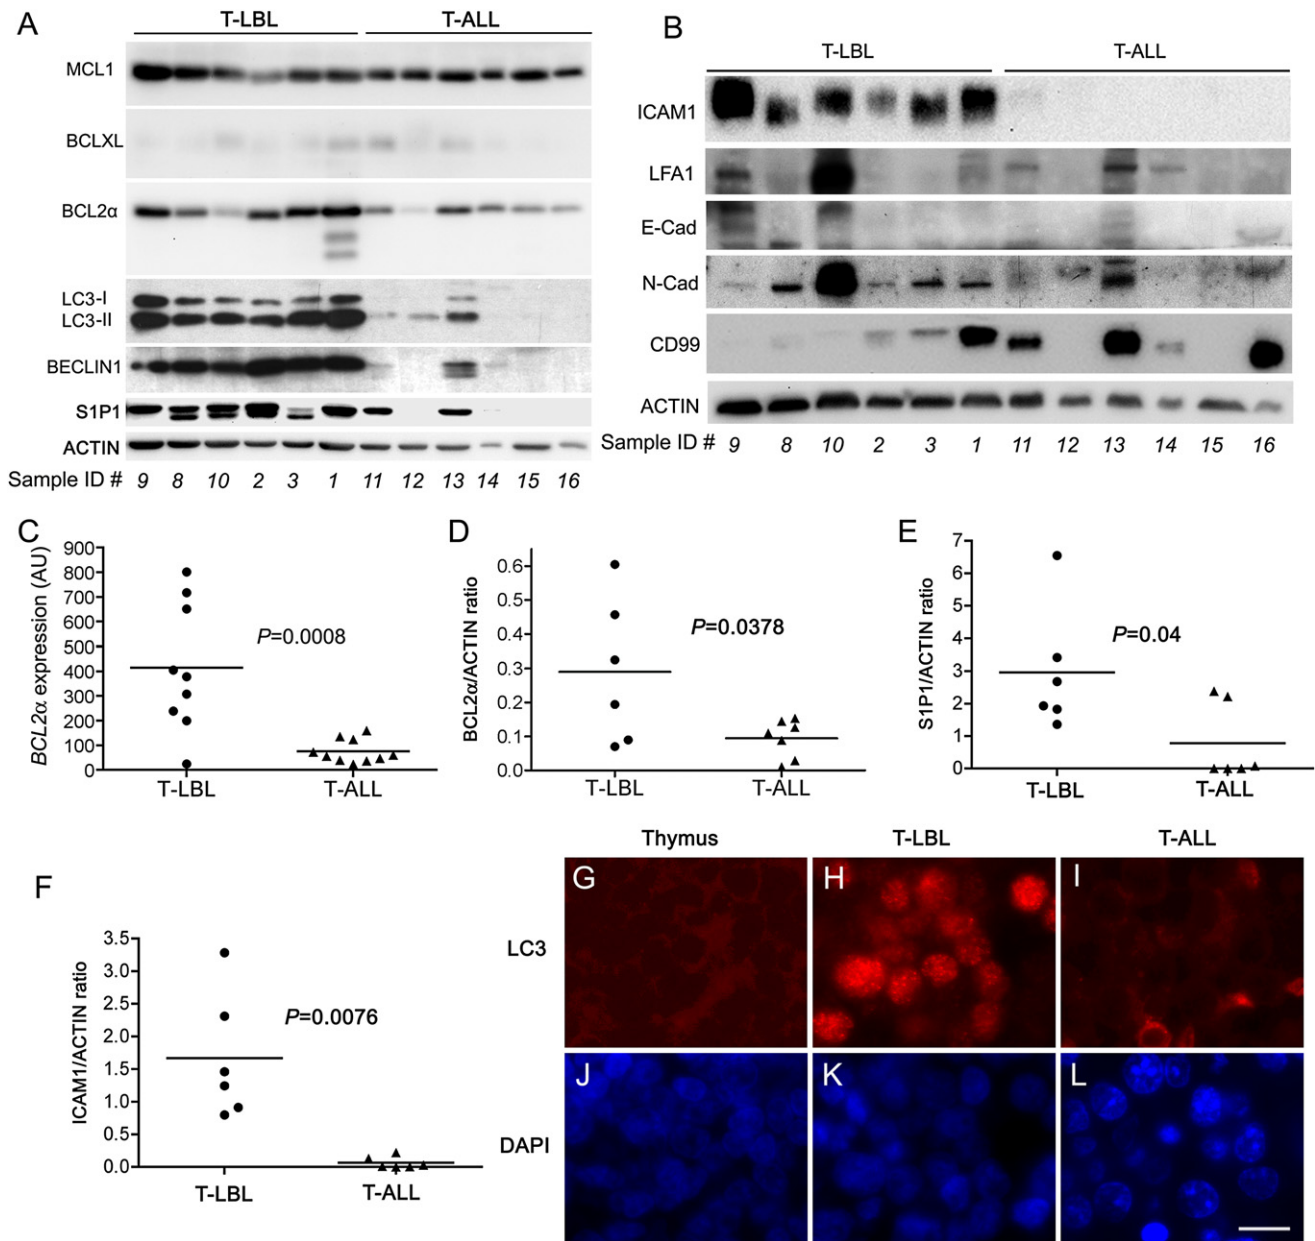 A
T-LBL
T-ALL
MCL1
BCLXL
BCL2α
LC3-I
LC3-II
BECLIN1
S1P1
ACTIN
Sample ID # 9 8 10 2 3 1 11 12 13 14 15 16
B
T-LBL
T-ALL
ICAM1
LFA1
E-Cad
N-Cad
CD99
ACTIN
Sample ID # 9 8 10 2 3 1 11 12 13 14 15 16
C
BCL2α expression (AU)
900
800
700
600
500
400
300
200
100
0
P=0.0008
T-LBL
T-ALL
D
BCL2α/ACTIN ratio
0.6
0.5
0.4
0.3
0.2
0.1
0.0
P=0.0378
T-LBL
T-ALL
E
S1P1/ACTIN ratio
7
6
5
4
3
2
1
0
P=0.04
T-LBL
T-ALL
F
ICAM1/ACTIN ratio
3.5
3.0
2.5
2.0
1.5
1.0
0.5
0.0
P=0.0076
T-LBL
T-ALL
Thymus
T-LBL
T-ALL
LC3
G
H
I
DAPI
J
K
L